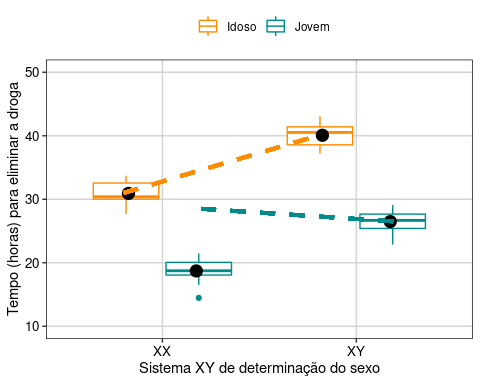 Idoso
Jovem
Tempo (horas) para eliminar a droga
50
40
30
20
10
XX
XY
Sistema XY de determinação do sexo